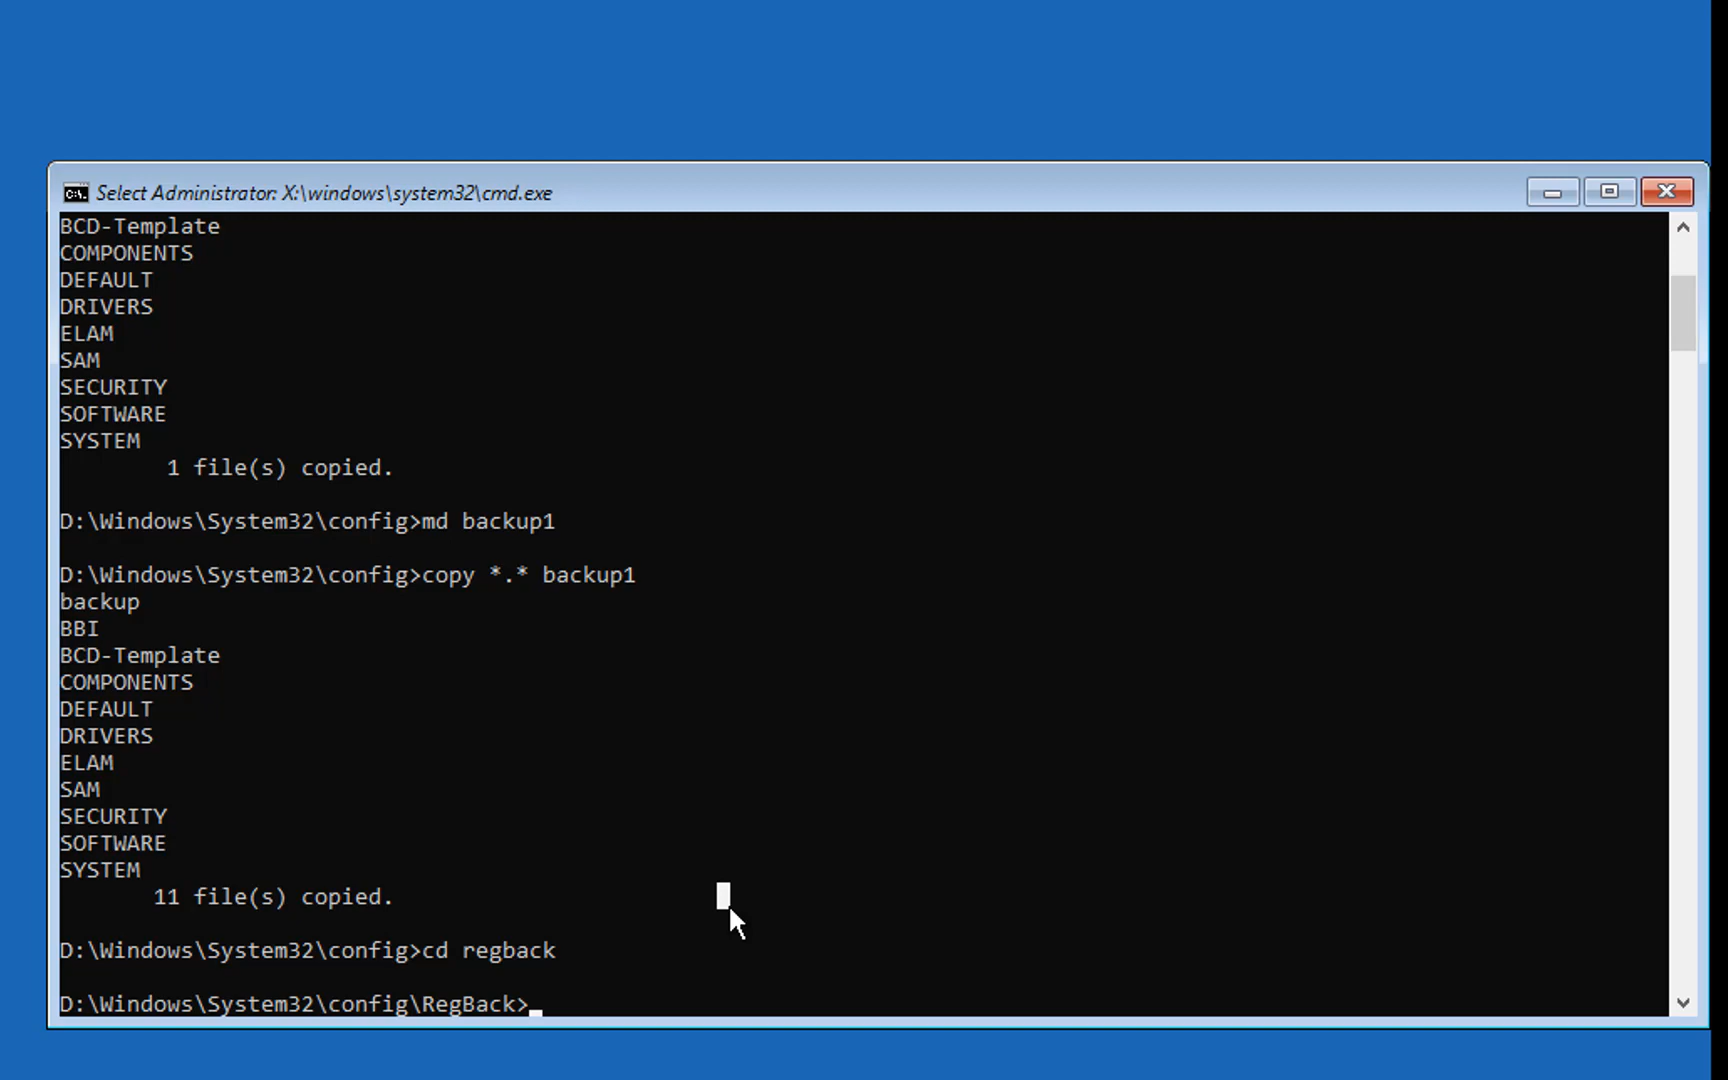 Select Administrator: X:\windows\system32\cmd.exe
BCD-Template
COMPONENTS
DEFAULT
DRIVERS
ELAM
SAM
SECURITY
SOFTWARE
SYSTEM
1 file(s) copied.
D:\Windows\System32\config>md backup1
D:\Windows\System32\config>copy *.* backup1
backup
BBI
BCD-Template
COMPONENTS
DEFAULT
DRIVERS
ELAM
SAM
SECURITY
SOFTWARE
SYSTEM
11 file(s) copied.
D:\Windows\System32\config>cd regback
D:\Windows\System32\config\RegBack>